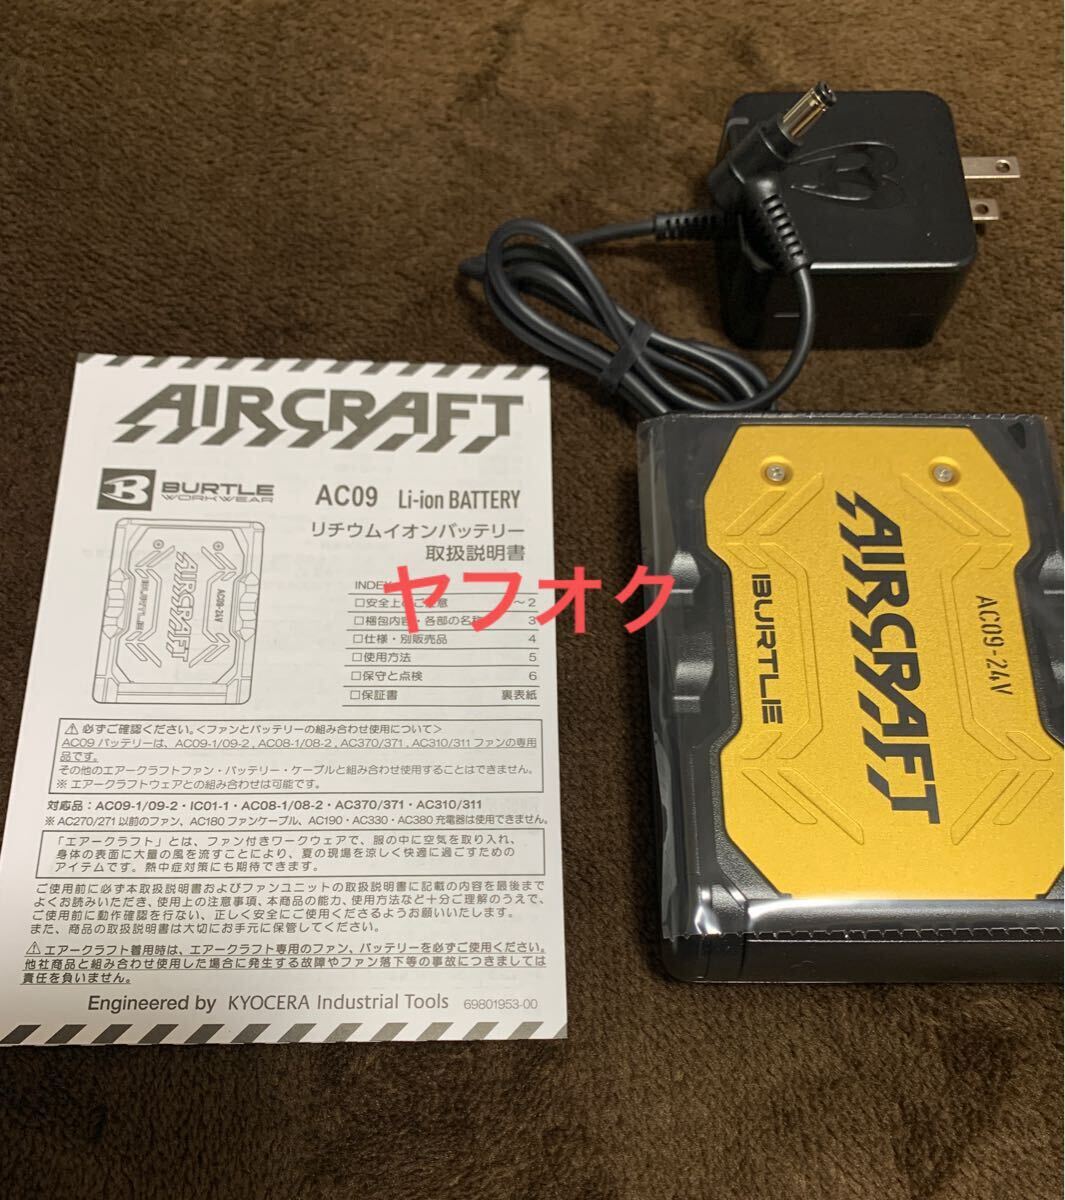 AIRCRAFT
B BURTLE
WORKWEAR
AC09 Li-ion BATTERY
リチウムイオンバッテリー
取扱説明書
AIRCRAFT
BURTLE
AC09-24V
INDEX
□安全上のご注意 ～2
□梱包内容・各部の名称 3
□仕様・別販売品 4
□使用方法 5
□保守と点検 6
□保証書 裏表紙
ヤフオク
⚠必ずご確認ください。<ファンとバッテリーの組み合わせ使用について>
AC09 バッテリーは、AC09-1/09-2 , AC08-1/08-2 , AC370/371 , AC310/311 ファンの専用
品です。
その他のエアークラフトファン・バッテリー・ケーブルと組み合わせ使用することはできません。
※ エアークラフトウェアとの組み合わせは可能です。
対応品：AC09-1/09-2・IC01-1・AC08-1/08-2・AC370/371・AC310/311
※ AC270/271 以前のファン、AC180 ファンケーブル、AC190・AC330・AC380 充電器は使用できません。
「エアークラフト」とは、ファン付きワークウェアで、服の中に空気を取り入れ、
身体の表面に大量の風を流すことにより、夏の現場を涼しく快適に過ごすための
アイテムです。熱中症対策にも期待できます。
ご使用前に必ず本取扱説明書およびファンユニットの取扱説明書に記載の内容を最後まで
よくお読みいただき、使用上の注意事項、本商品の能力、使用方法など十分ご理解のうえで、
ご使用前に動作確認を行ない、正しく安全にご使用くださるようお願いいたします。
また、商品の取扱説明書は大切にお手元に保管してください。
⚠エアークラフト着用時は、エアークラフト専用のファン、バッテリーを必ずご使用ください。
他社商品と組み合わせ使用した場合に発生する故障やファン落下等の事故につきましては
責任を負いません。
Engineered by KYOCERA Industrial Tools 69801953-00
AIRCRAFT
BURTLE
AC09-24V